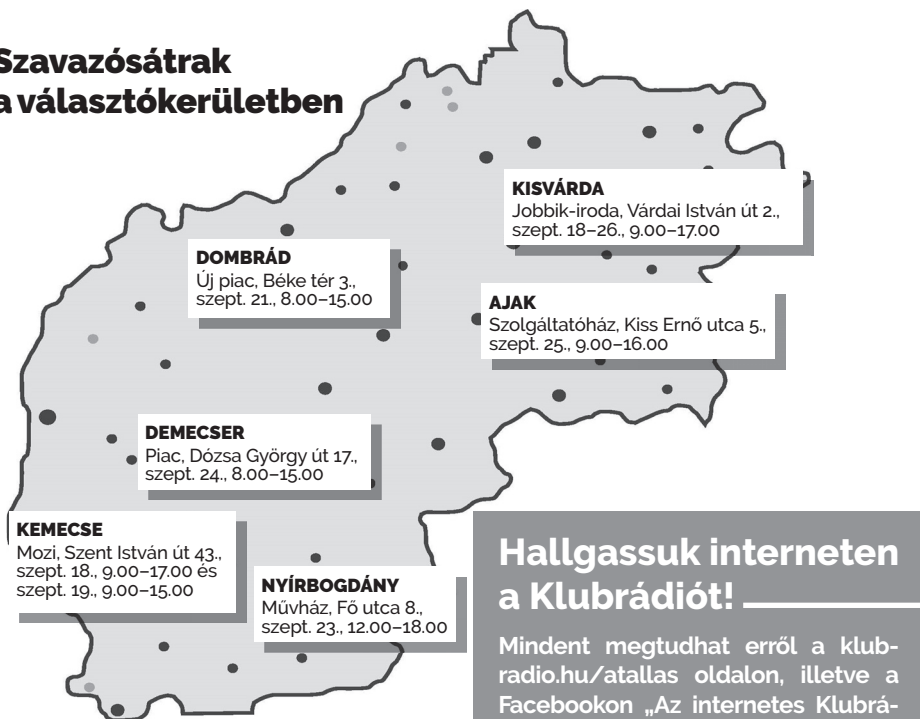 Szavazósátrak
a választókerületben
KISVÁRDA
Jobbik-iroda, Várdai István út 2.,
szept. 18–26., 9.00–17.00
DOMBRÁD
Új piac, Béke tér 3.,
szept. 21., 8.00–15.00
AJAK
Szolgáltatóház, Kiss Ernő utca 5.,
szept. 25., 9.00–16.00
DEMECSER
Piac, Dózsa György út 17.,
szept. 24., 8.00–15.00
KEMECSE
Mozi, Szent István út 43.,
szept. 18., 9.00–17.00 és
szept. 19., 9.00–15.00
NYÍRBOGDÁNY
Művház, Fő utca 8.,
szept. 23., 12.00–18.00
Hallgassuk interneten
a Klubrádiót!
Mindent megtudhat erről a klub-
radio.hu/atallas oldalon, illetve a
Facebookon „Az internetes Klubrá-